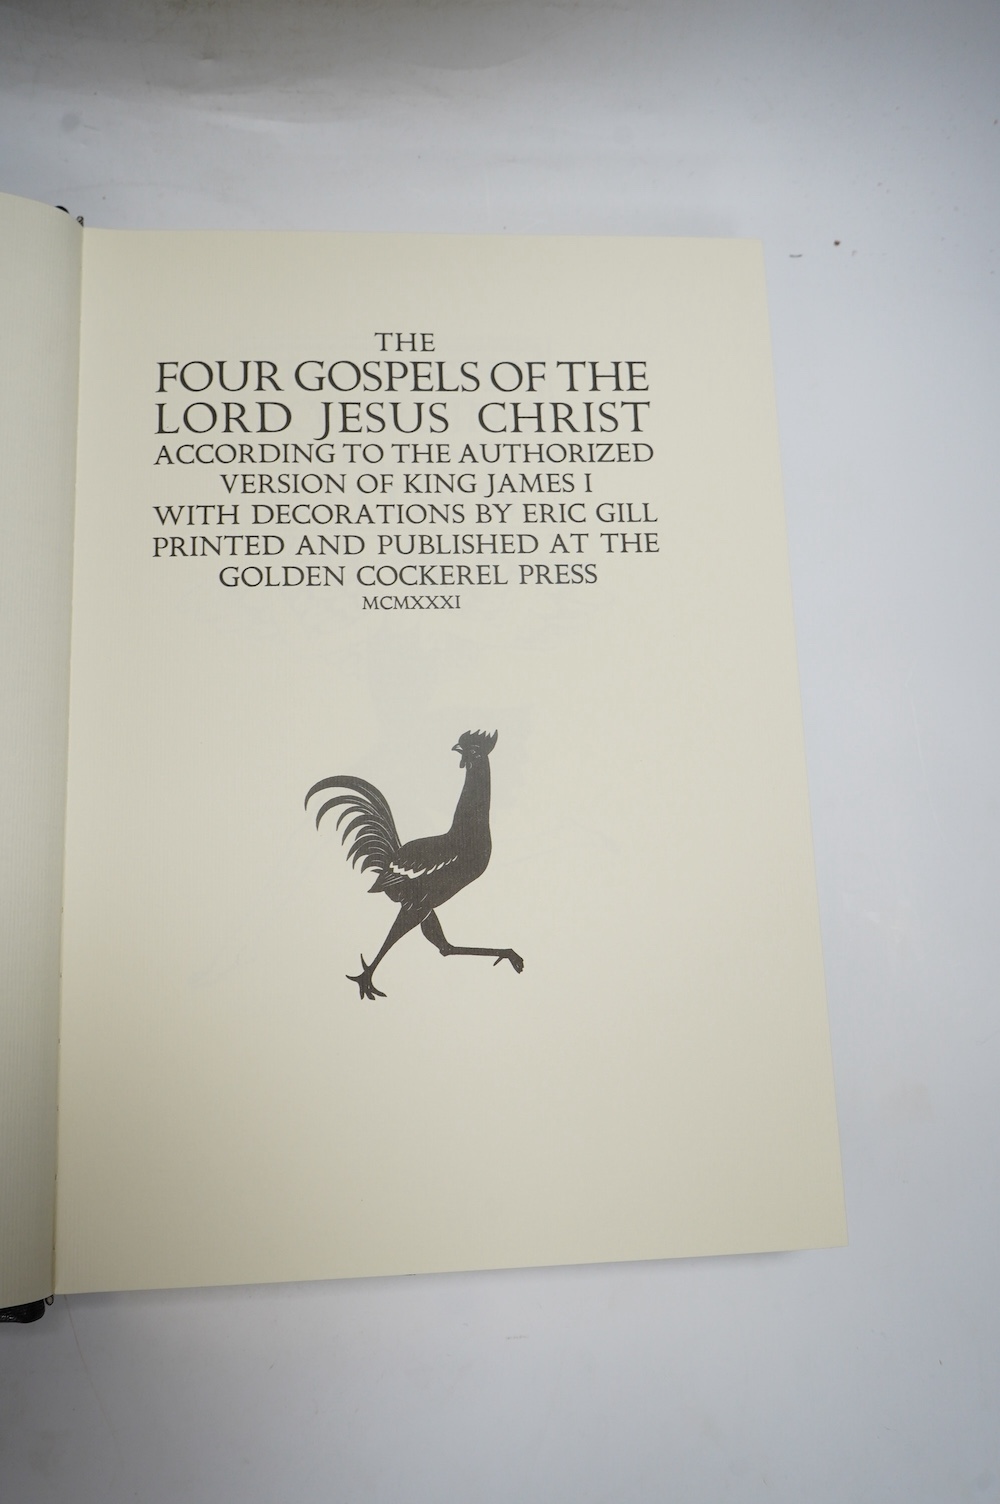 THE
FOUR GOSPELS OF THE
LORD JESUS CHRIST
ACCORDING TO THE AUTHORIZED
VERSION OF KING JAMES I
WITH DECORATIONS BY ERIC GILL
PRINTED AND PUBLISHED AT THE
GOLDEN COCKEREL PRESS
MCMXXXI